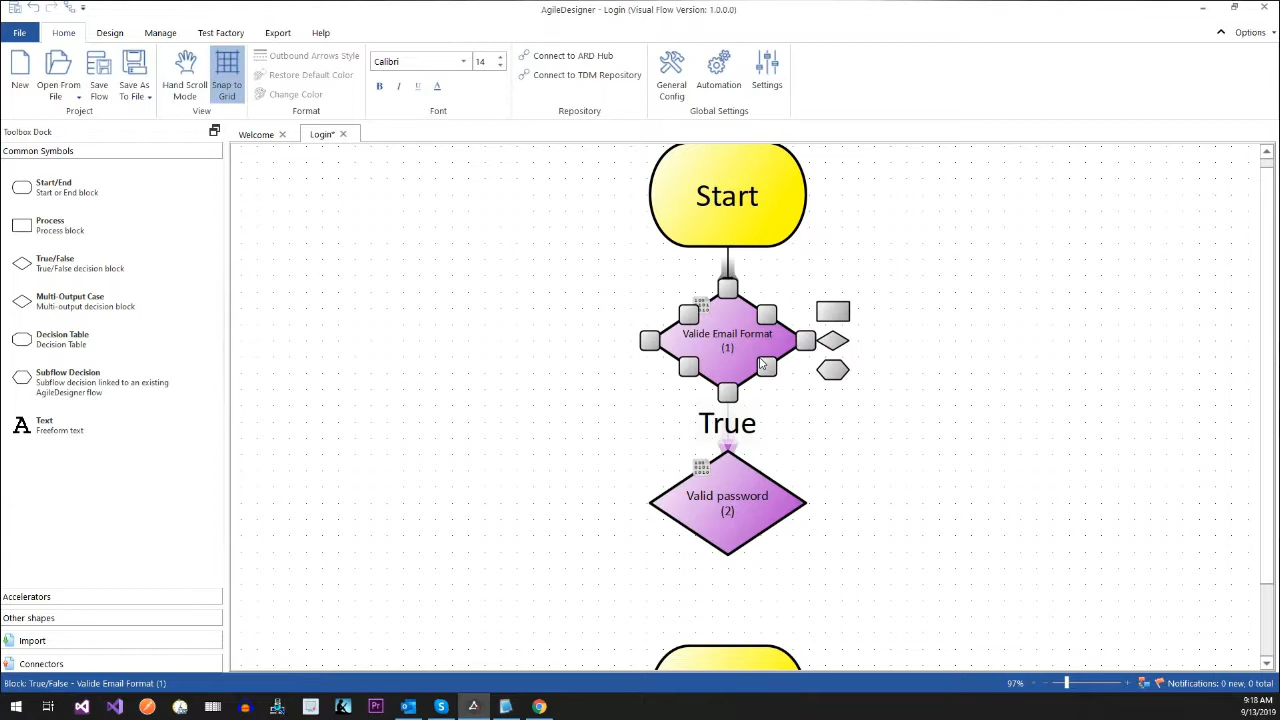 AgileDesigner - Login (Visual Flow Version: 1.0.0.0)
File
Home
Design
Manage
Test Factory
Export
Help
Options
New
Open From
File
Save
Flow
Save As
To File
Project
Hand Scroll
Mode
Snap to
Grid
View
Outbound Arrows Style
Restore Default Color
Change Color
Format
Calibri
14
B
I
U
A
Font
Connect to ARD Hub
Connect to TDM Repository
Repository
General
Config
Automation
Settings
Global Settings
Toolbox Dock
Welcome
Login*
Common Symbols
Start/End
Start or End block
Process
Process block
True/False
True/False decision block
Multi-Output Case
Multi-output decision block
Decision Table
Decision Table
Subflow Decision
Subflow decision linked to an existing
AgileDesigner flow
A
Text
Freeform text
Accelerators
Other shapes
Import
Connectors
Start
Valide Email Format
(1)
True
Valid password
(2)
Block: True/False - Valide Email Format (1)
97%
Notifications: 0 new, 0 total
Pr
9:18 AM
9/13/2019